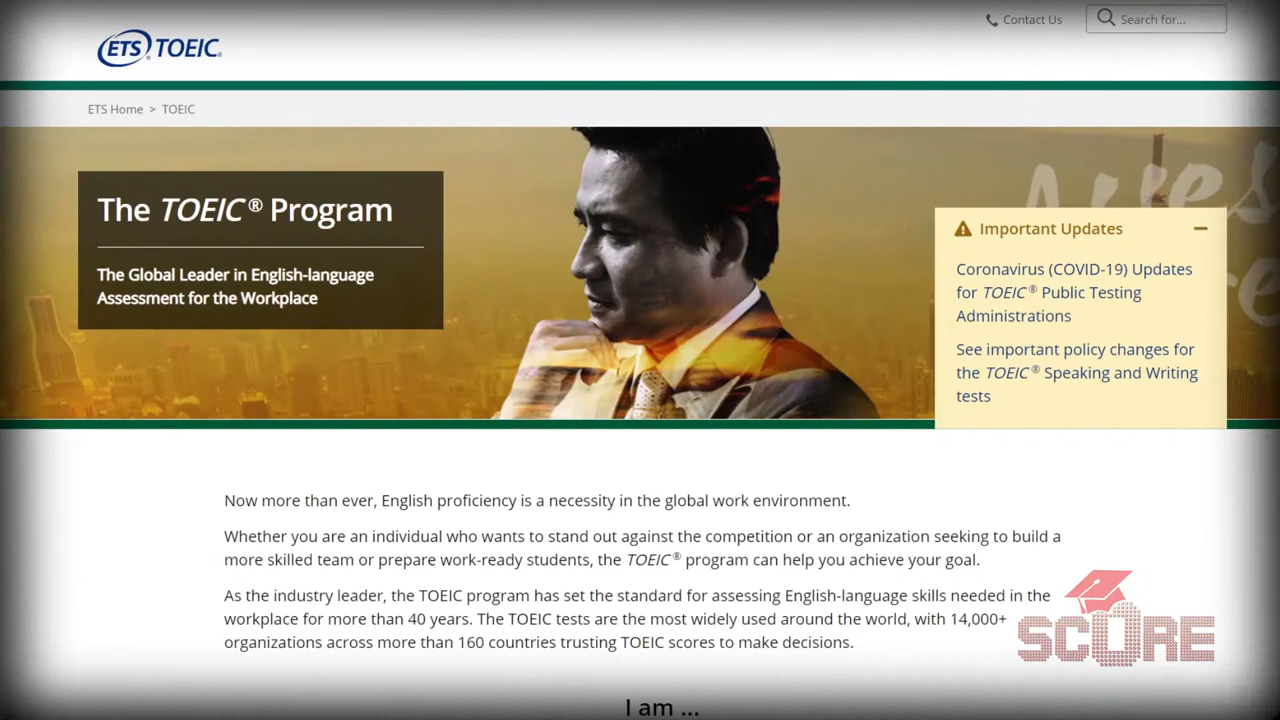 Contact Us
Search for...
ETS® TOEIC®
ETS Home > TOEIC
The TOEIC® Program
The Global Leader in English-language
Assessment for the Workplace
Important Updates
Coronavirus (COVID-19) Updates
for TOEIC® Public Testing
Administrations
See important policy changes for
the TOEIC® Speaking and Writing
tests
Now more than ever, English proficiency is a necessity in the global work environment.
Whether you are an individual who wants to stand out against the competition or an organization seeking to build a
more skilled team or prepare work-ready students, the TOEIC® program can help you achieve your goal.
As the industry leader, the TOEIC program has set the standard for assessing English-language skills needed in the
workplace for more than 40 years. The TOEIC tests are the most widely used around the world, with 14,000+
organizations across more than 160 countries trusting TOEIC scores to make decisions.
SCORE
I am ...